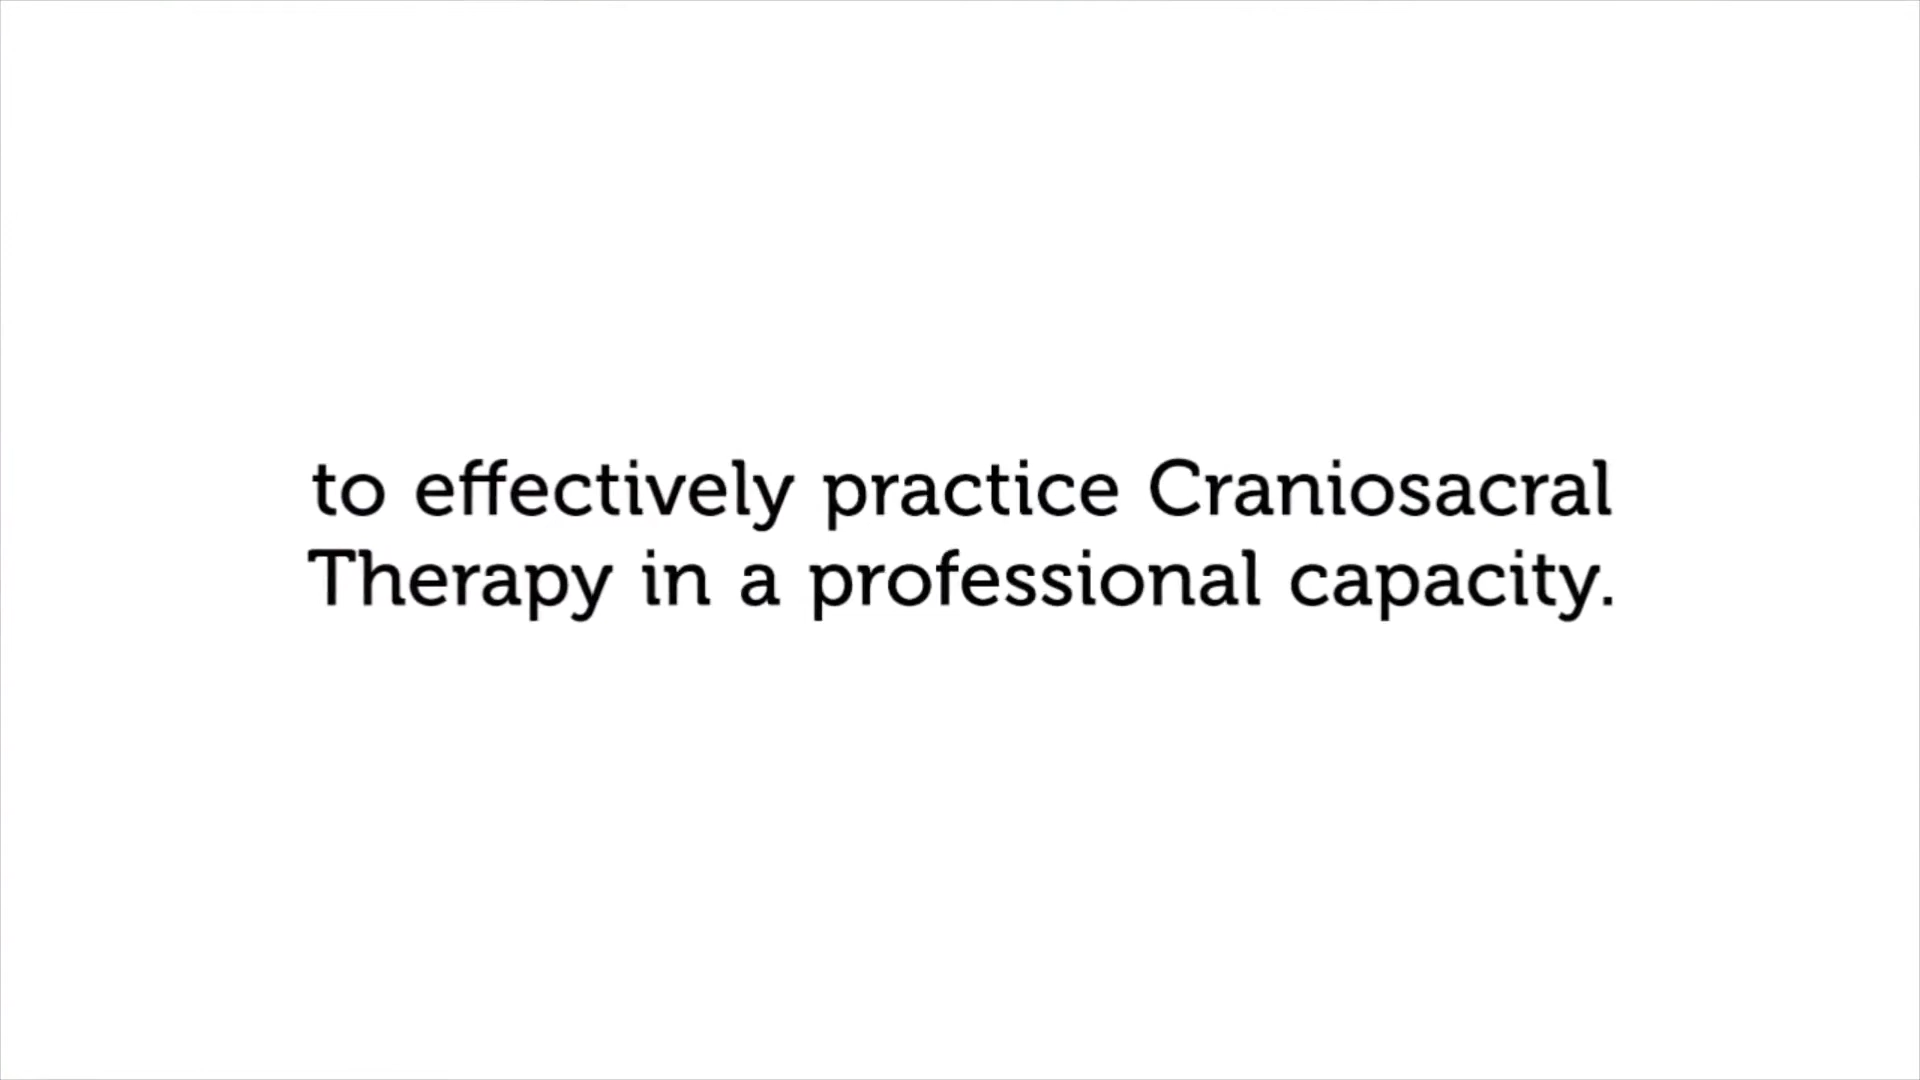 to effectively practice Craniosacral
Therapy in a professional capacity.